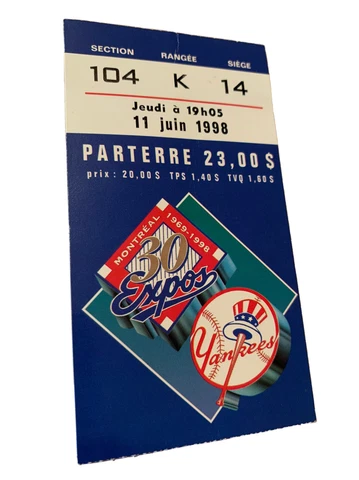 SECTION RANGÉE SIÈGE
104 K 14
Jeudi à 19h05
11 juin 1998
PARTERRE 23,00 $
prix : 20,00 $ TPS 1,40 $ TVQ 1,60 $
MONTRÉAL 1969-1998
30
Expos
Yankees